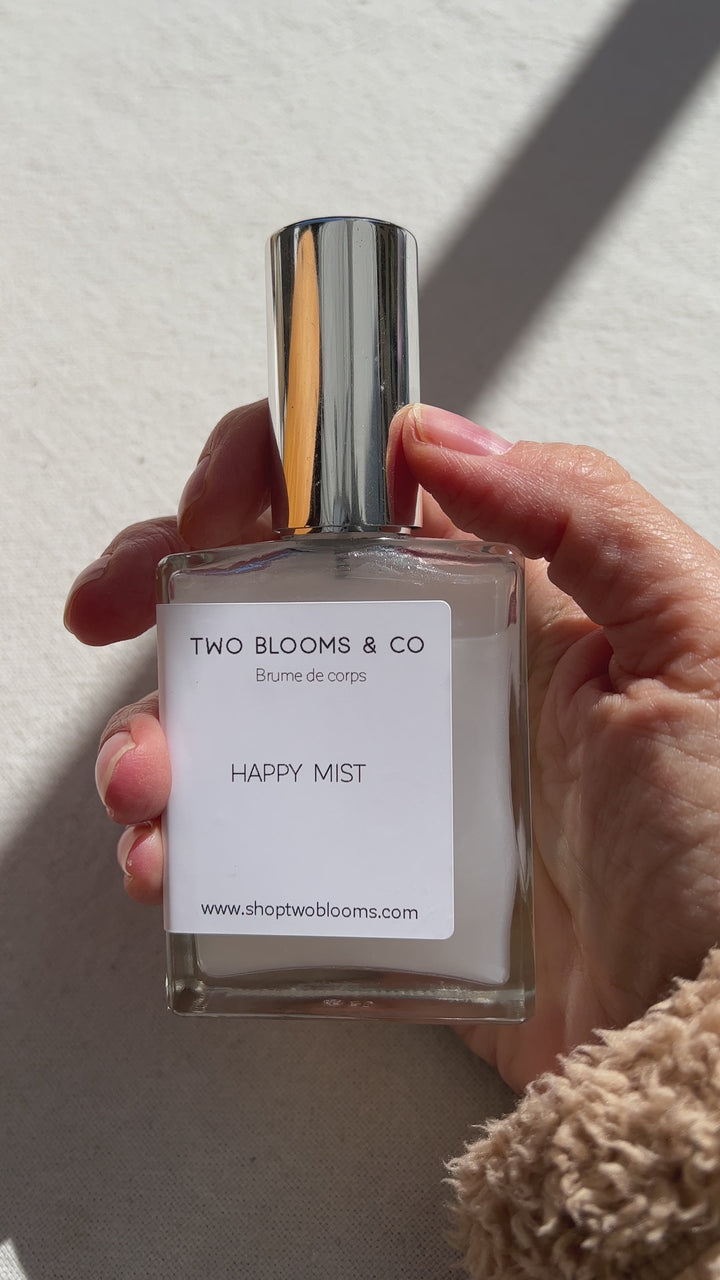 TWO BLOOMS & CO
Brume de corps
HAPPY MIST
www.shoptwoblooms.com